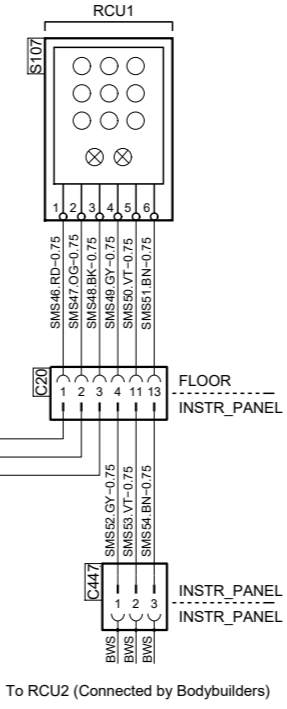 RCU1
S107
1 2 3 4 5 6
SMS46.RD-0.75
SMS47.OG-0.75
SMS48.BK-0.75
SMS49.GY-0.75
SMS50.VT-0.75
SMS51.BN-0.75
C20
1 2 3 4 11 13
FLOOR
INSTR_PANEL
SMS52.GY-0.75
SMS53.VT-0.75
SMS54.BN-0.75
C447
1 2 3
INSTR_PANEL
INSTR_PANEL
BWS
BWS
BWS
To RCU2 (Connected by Bodybuilders)